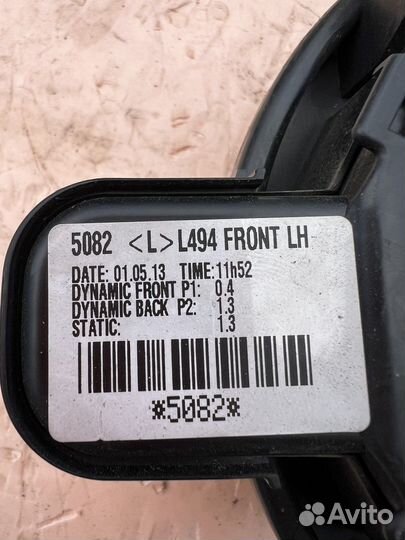 5082 <L> L494 FRONT LH
DATE: 01.05.13 TIME:11h52
DYNAMIC FRONT P1: 0.4
DYNAMIC BACK P2: 1.3
STATIC: 1.3
*5082*
Avito